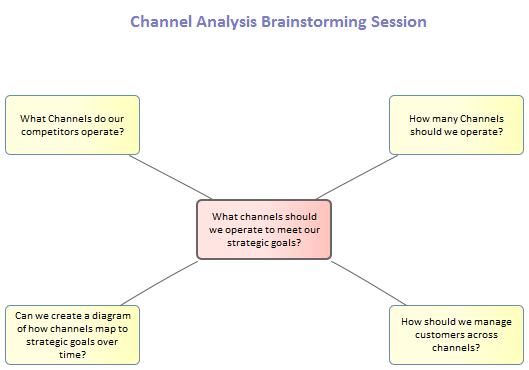 Channel Analysis Brainstorming Session
What Channels do our
competitors operate?
How many Channels
should we operate?
What channels should
we operate to meet our
strategic goals?
Can we create a diagram
of how channels map to
strategic goals over
time?
How should we manage
customers across
channels?